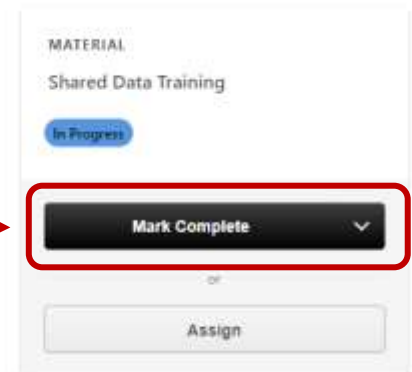 MATERIAL
Shared Data Training
In Progress
Mark Complete
or
Assign